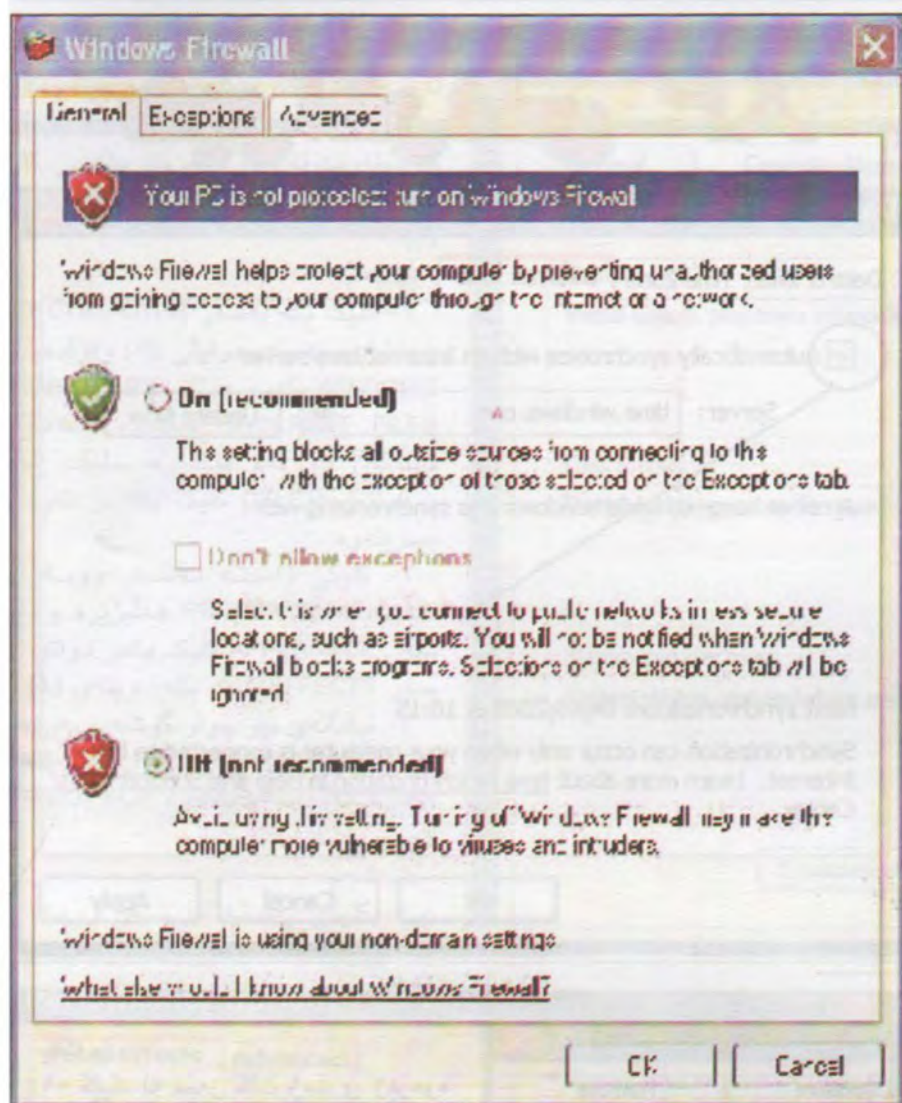 Windows Firewall
General Exceptions Advanced
Your PC is not protected: turn on Windows Firewall
Windows Firewall helps protect your computer by preventing unauthorized users
from gaining access to your computer through the Internet or a network.
On (recommended)
This setting blocks all outside sources from connecting to this
computer, with the exception of those selected on the Exceptions tab.
Don't allow exceptions
Select this when you connect to public networks in less secure
locations, such as airports. You will not be notified when Windows
Firewall blocks programs. Selections on the Exceptions tab will be
ignored.
Off (not recommended)
Avoid using this setting. Turning off Windows Firewall may make this
computer more vulnerable to viruses and intruders.
Windows Firewall is using your non-domain settings.
What else should I know about Windows Firewall?
OK Cancel